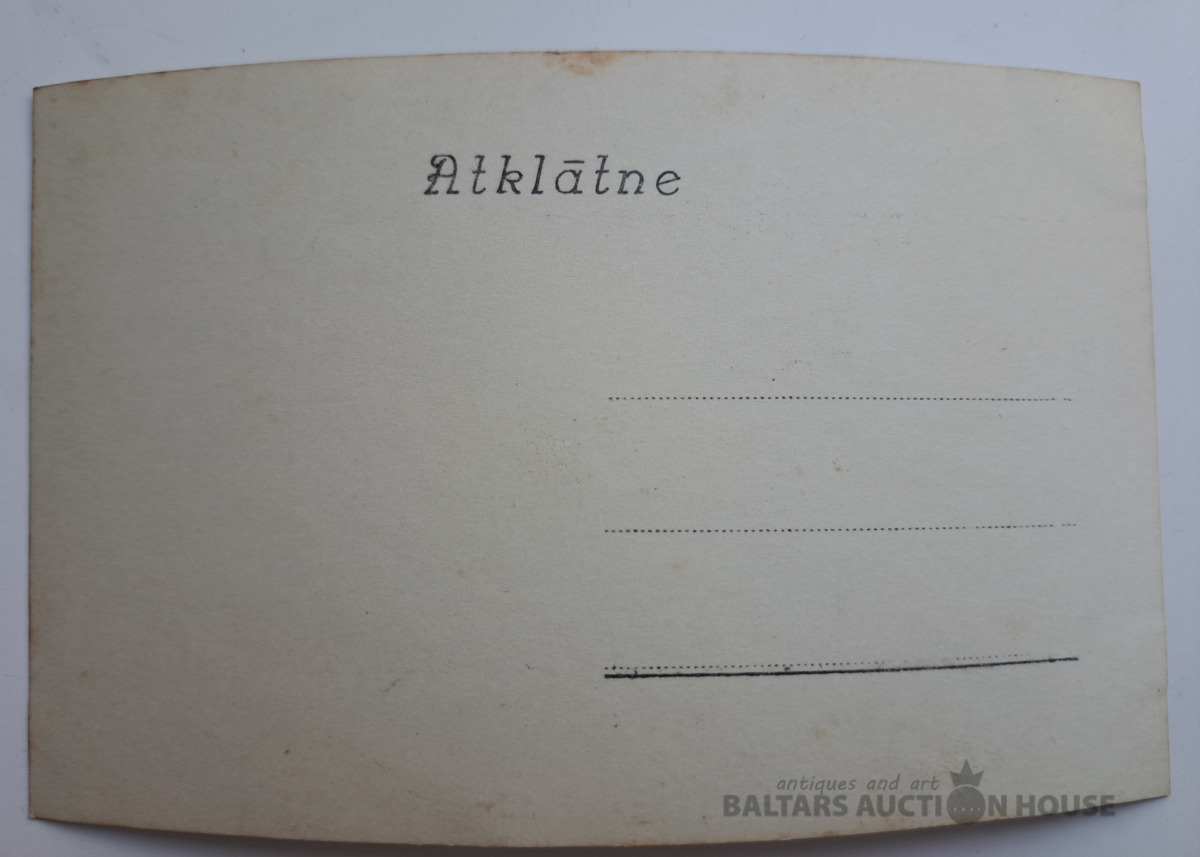 Atklātne
antiques and art
BALTARS AUCTION HOUSE